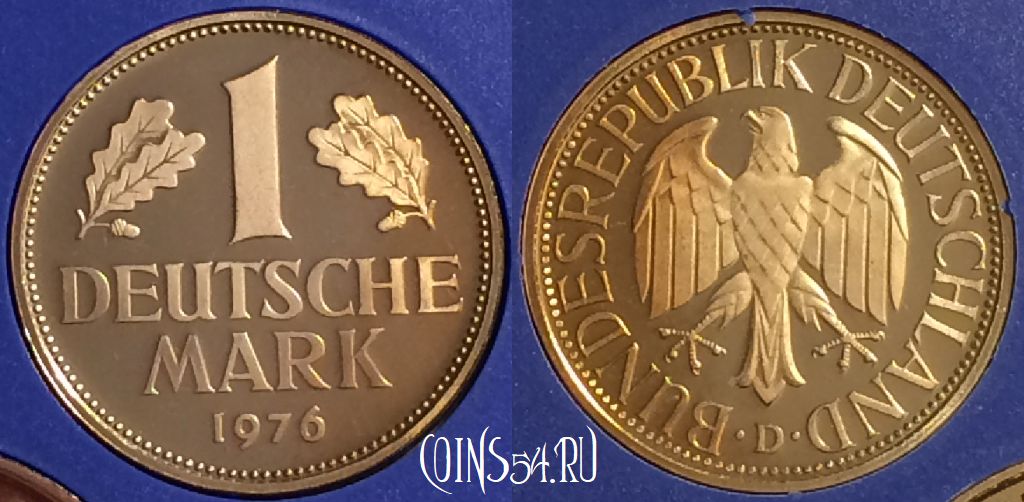 1
DEUTSCHE
MARK
1976
BUNDESREPUBLIK DEUTSCHLAND
· D ·
COINS54.RU